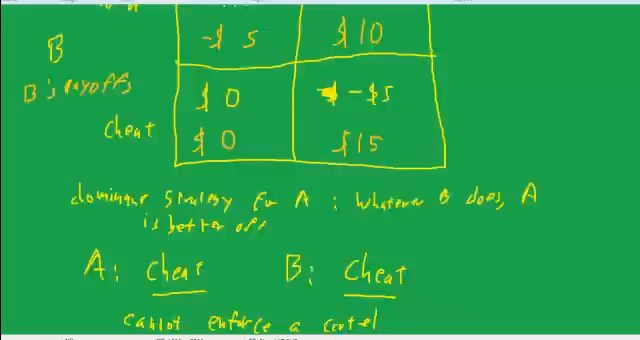 -$ 5 $10
B
B's payoffs
$0 -$5
Cheat
$0 $15
dominant strategy for A : Whatever B does, A
is better off
A: Cheat B: Cheat
cannot enforce a cartel